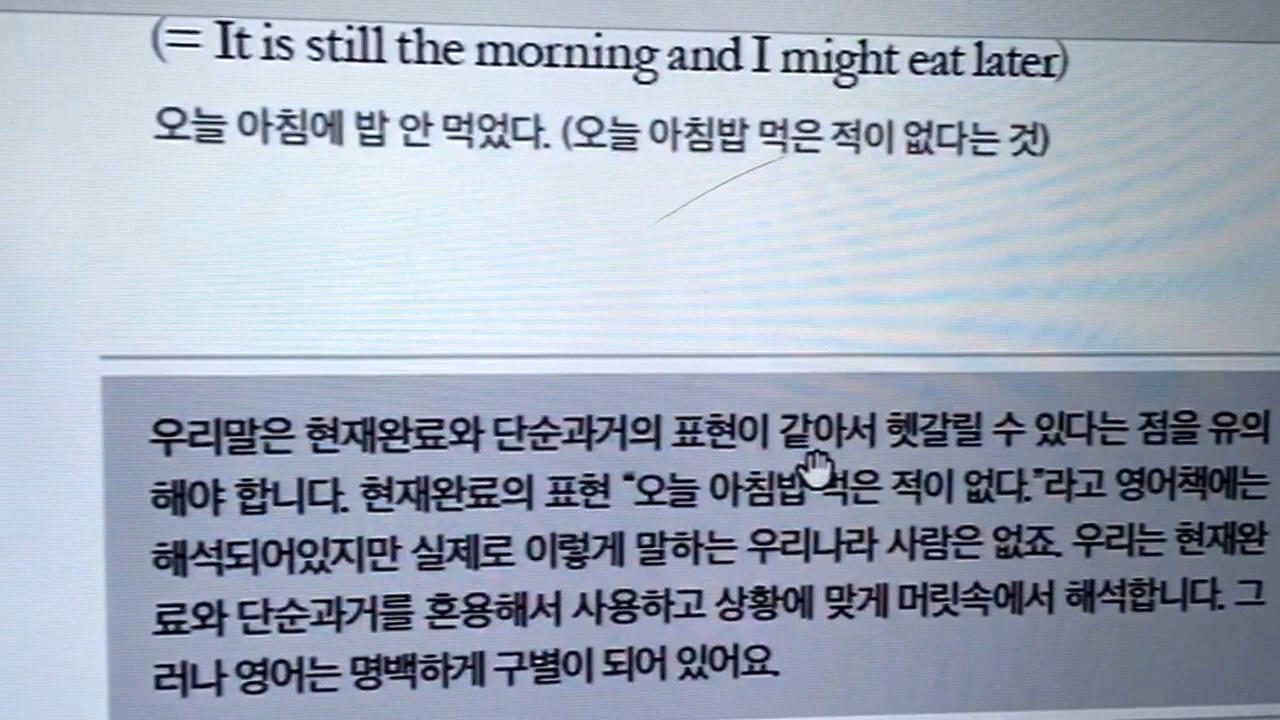 (= It is still the morning and I might eat later)
오늘 아침에 밥 안 먹었다. (오늘 아침밥 먹은 적이 없다는 것)
우리말은 현재완료와 단순과거의 표현이 같아서 헷갈릴 수 있다는 점을 유의
해야 합니다. 현재완료의 표현 “오늘 아침밥 먹은 적이 없다.”라고 영어책에는
해석되어있지만 실제로 이렇게 말하는 우리나라 사람은 없죠. 우리는 현재완
료와 단순과거를 혼용해서 사용하고 상황에 맞게 머릿속에서 해석합니다. 그
러나 영어는 명백하게 구별이 되어 있어요.